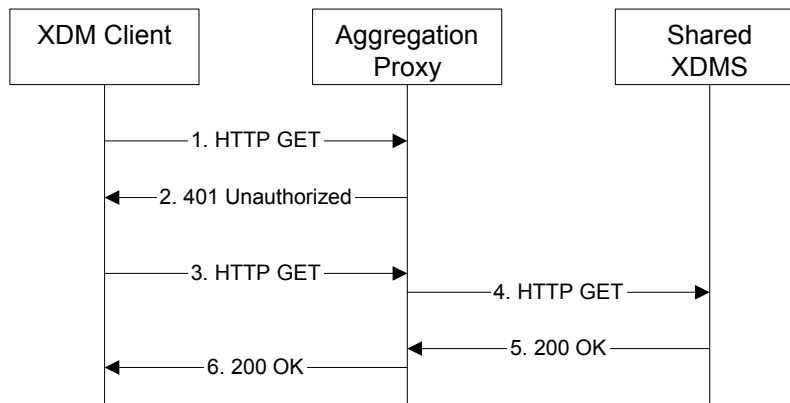 XDM Client
Aggregation
Proxy
Shared
XDMS
1. HTTP GET
2. 401 Unauthorized
3. HTTP GET
4. HTTP GET
5. 200 OK
6. 200 OK